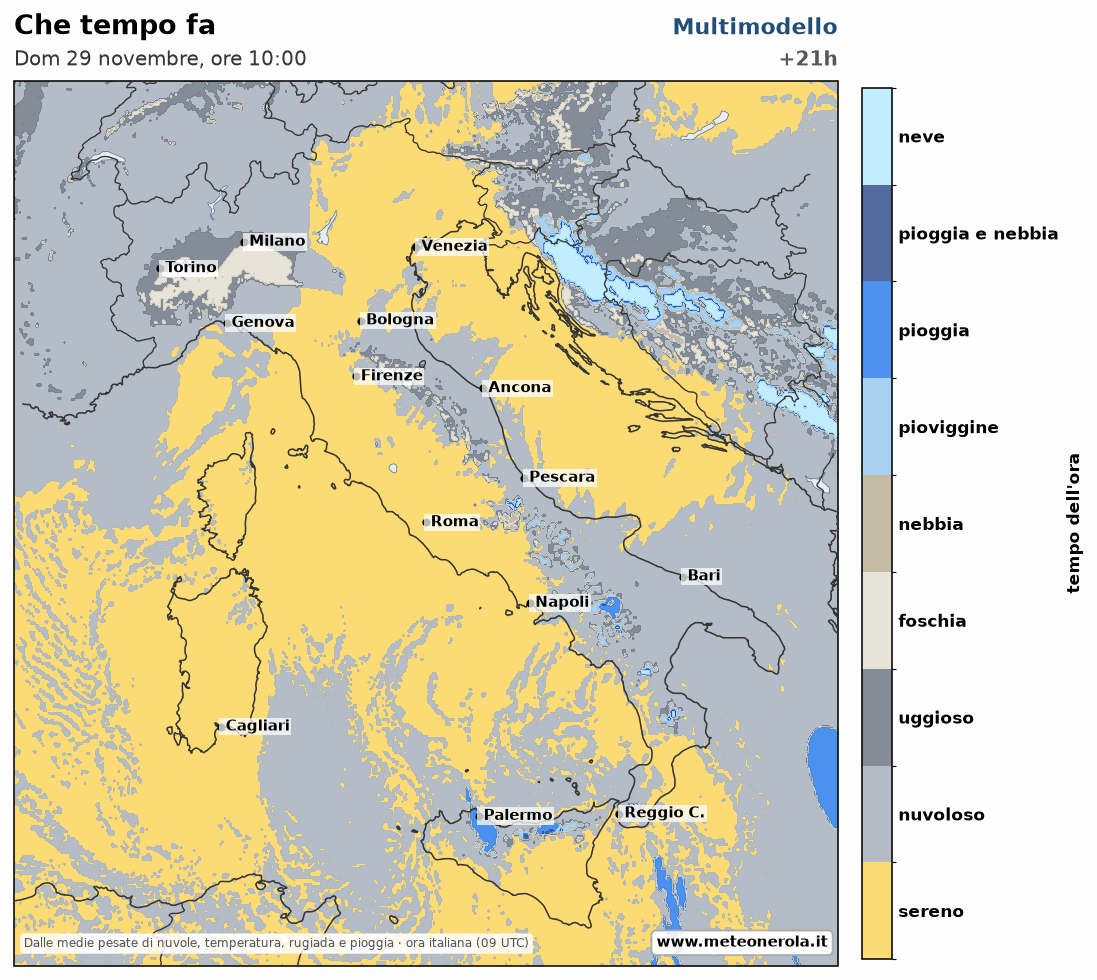 Che tempo fa
Multimodello
Dom 29 novembre, ore 10:00
+21h
neve
pioggia e nebbia
pioggia
pioviggine
nebbia
foschia
uggioso
nuvoloso
sereno
tempo dell'ora
Milano
Venezia
Torino
Genova
Bologna
Firenze
Ancona
Pescara
Roma
Bari
Napoli
Cagliari
Palermo
Reggio C.
Dalle medie pesate di nuvole, temperatura, rugiada e pioggia · ora italiana (09 UTC)
www.meteonerola.it